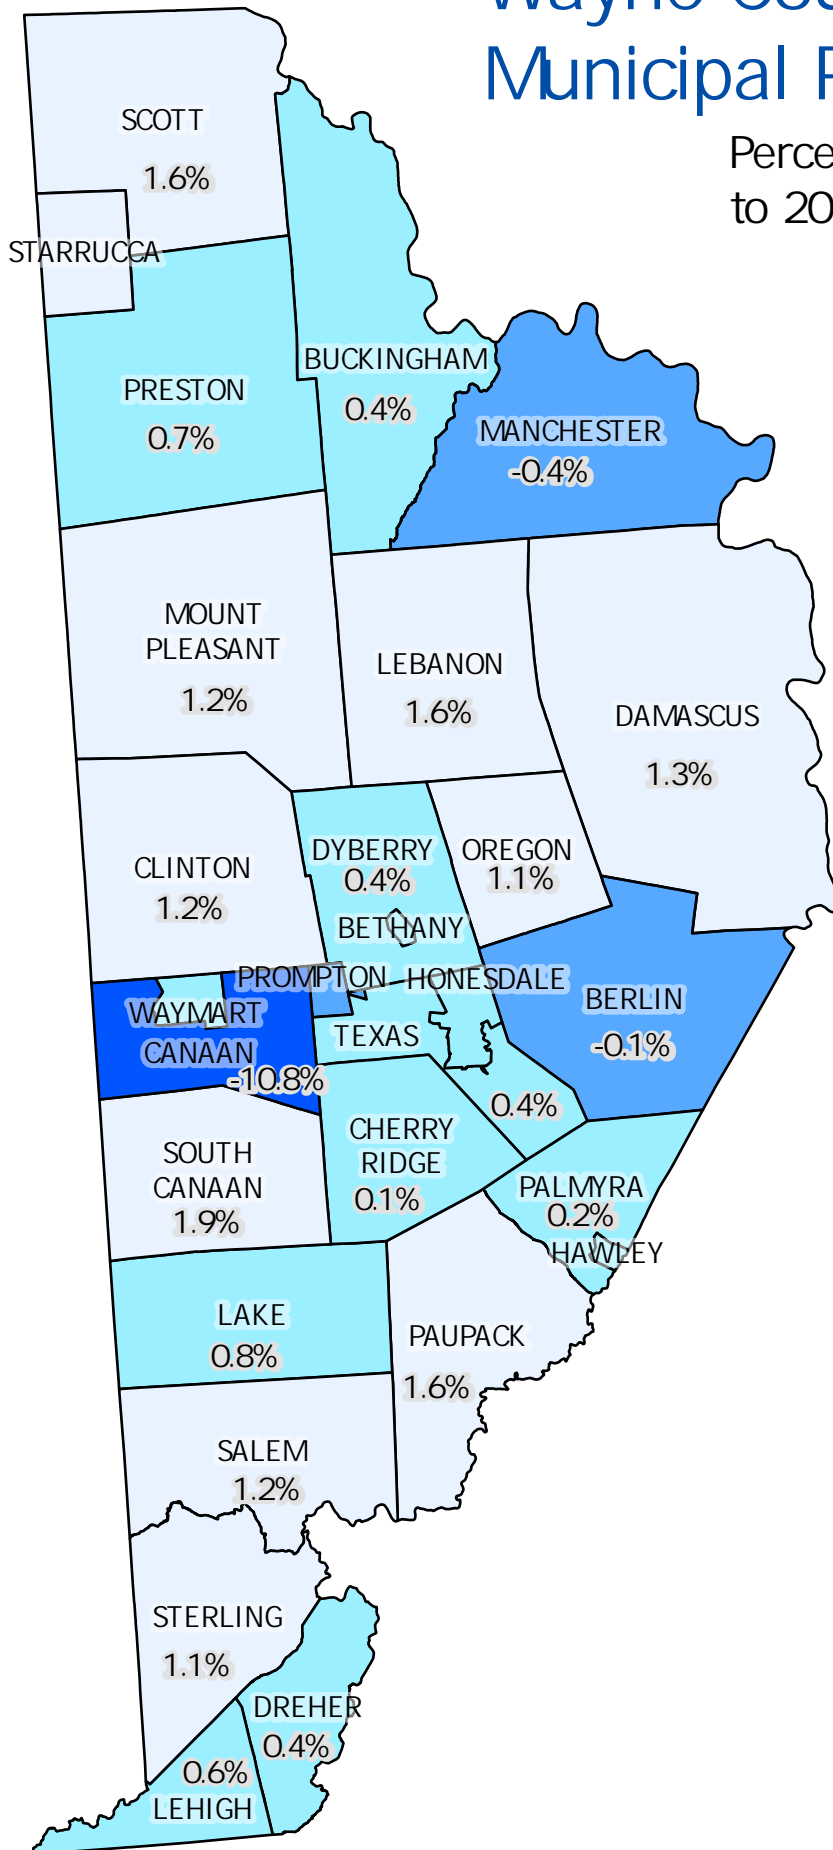 Municipal
to 20
SCOTT
1.6%
STARRUCCA
BUCKINGHAM
0.4%
PRESTON
0.7%
MANCHESTER
-0.4%
MOUNT
PLEASANT
1.2%
LEBANON
1.6%
DAMASCUS
1.3%
CLINTON
1.2%
DYBERRY
0.4%
OREGON
1.1%
BETHANY
PROMPTON
HONESDALE
WAYMART
CANAAN
-10.8%
TEXAS
0.4%
BERLIN
-0.1%
CHERRY
RIDGE
0.1%
SOUTH
CANAAN
1.9%
PALMYRA
0.2%
HAWLEY
LAKE
0.8%
PAUPACK
1.6%
SALEM
1.2%
STERLING
1.1%
DREHER
0.4%
0.6%
LEHIGH